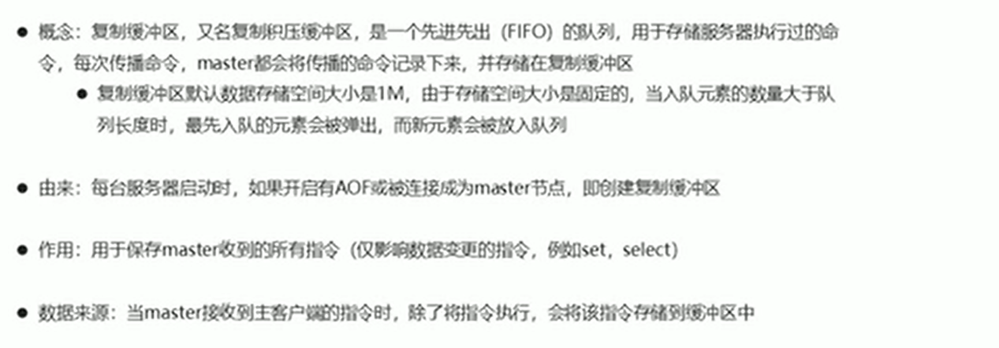 ● 概念：复制缓冲区，又名复制积压缓冲区，是一个先进先出（FIFO）的队列，用于存储服务器执行过的命
令，每次传播命令，master都会将传播的命令记录下来，并存储在复制缓冲区
● 复制缓冲区默认数据存储空间大小是1M，由于存储空间大小是固定的，当入队元素的数量大于队
列长度时，最先入队的元素会被弹出，而新元素会被放入队列
● 由来：每台服务器启动时，如果开启有AOF或被连接成为master节点，即创建复制缓冲区
● 作用：用于保存master收到的所有指令（仅影响数据变更的指令，例如set，select）
● 数据来源：当master接收到主客户端的指令时，除了将指令执行，会将该指令存储到缓冲区中